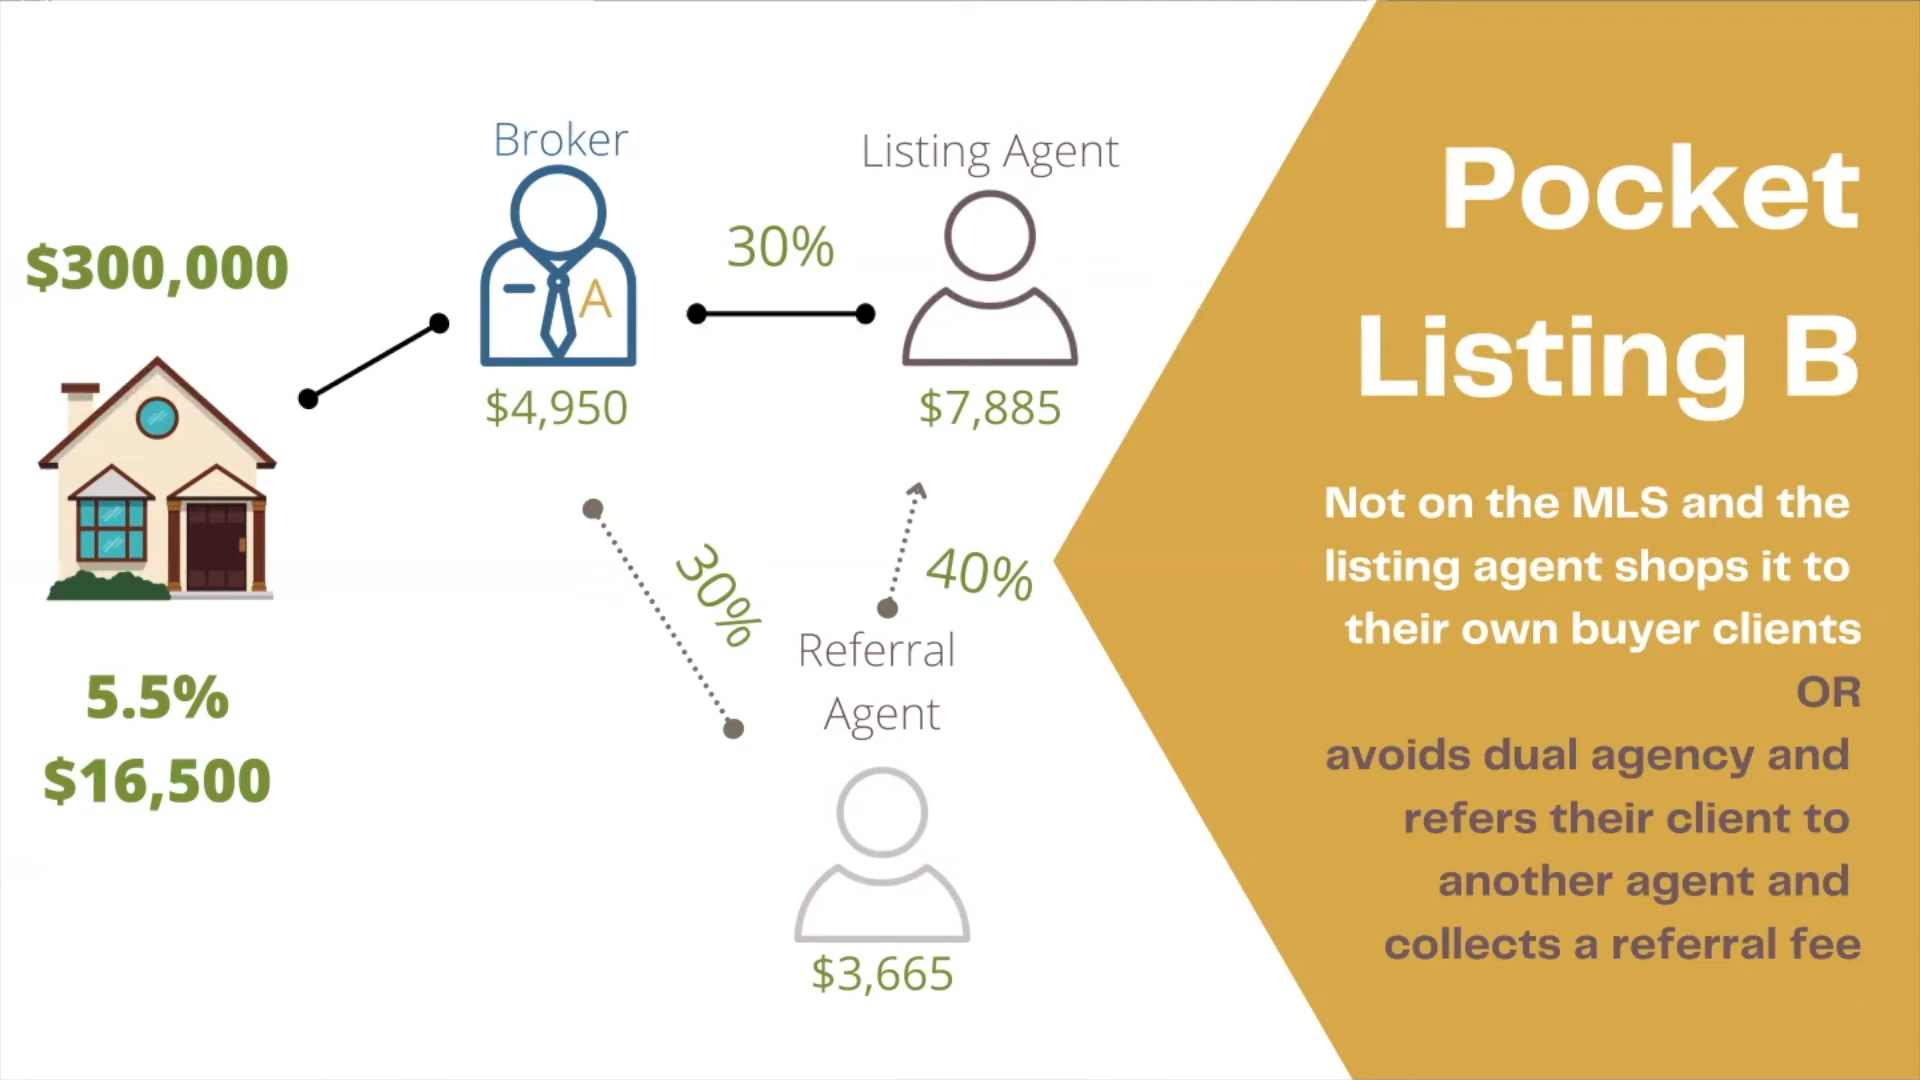 Broker
Listing Agent
$300,000
30%
A
$4,950
$7,885
30%
40%
Referral
Agent
5.5%
$16,500
$3,665
Pocket
Listing B
Not on the MLS and the
listing agent shops it to
their own buyer clients
OR
avoids dual agency and
refers their client to
another agent and
collects a referral fee